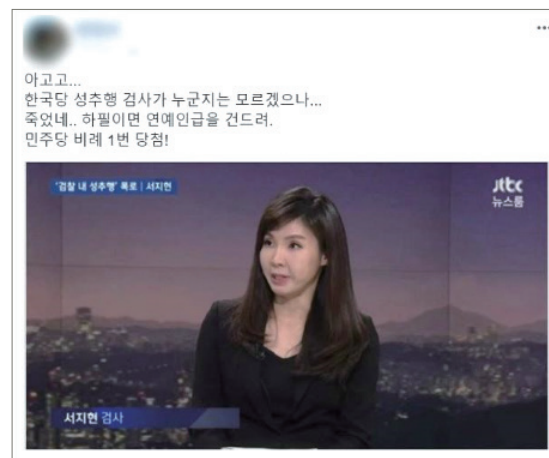 아고고...
한국당 성추행 검사가 누군지는 모르겠으나...
죽었네.. 하필이면 연예인급을 건드려.
민주당 비례 1번 당첨!
'검찰 내 성추행' 폭로 | 서지현
jtbc
뉴스룸
서지현 검사